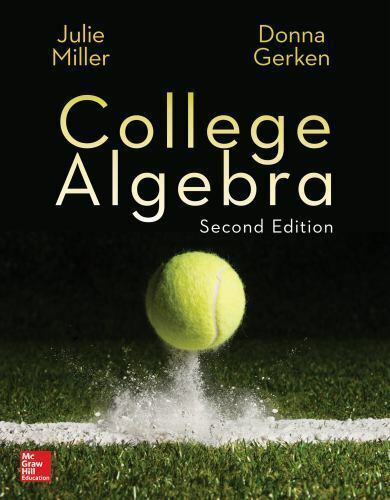 Julie
Miller
Donna
Gerken
College
Algebra
Second Edition
Mc
Graw
Hill
Education